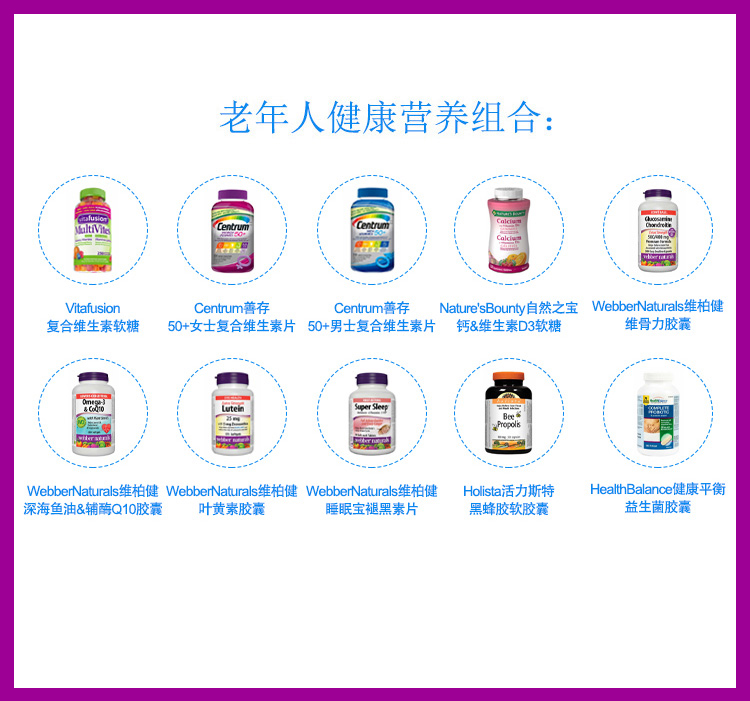 老年人健康营养组合：
vitafusion
MultiVites
Centrum
50+
Centrum
50+
NATURE'S BOUNTY
Calcium
Calcium
Glucosamine
Chondroitin
webber naturals
Vitafusion
复合维生素软糖
Centrum善存
50+女士复合维生素片
Centrum善存
50+男士复合维生素片
Nature'sBounty自然之宝
钙&维生素D3软糖
WebberNaturals维柏健
维骨力胶囊
Omega-3
& CoQ10
webber naturals
Lutein
25 mg
webber naturals
Super Sleep
webber naturals
Bee
Propolis
COMPLETE
PROBIOTIC
WebberNaturals维柏健
深海鱼油&辅酶Q10胶囊
WebberNaturals维柏健
叶黄素胶囊
WebberNaturals维柏健
睡眠宝褪黑素片
Holista活力斯特
黑蜂胶软胶囊
HealthBalance健康平衡
益生菌胶囊